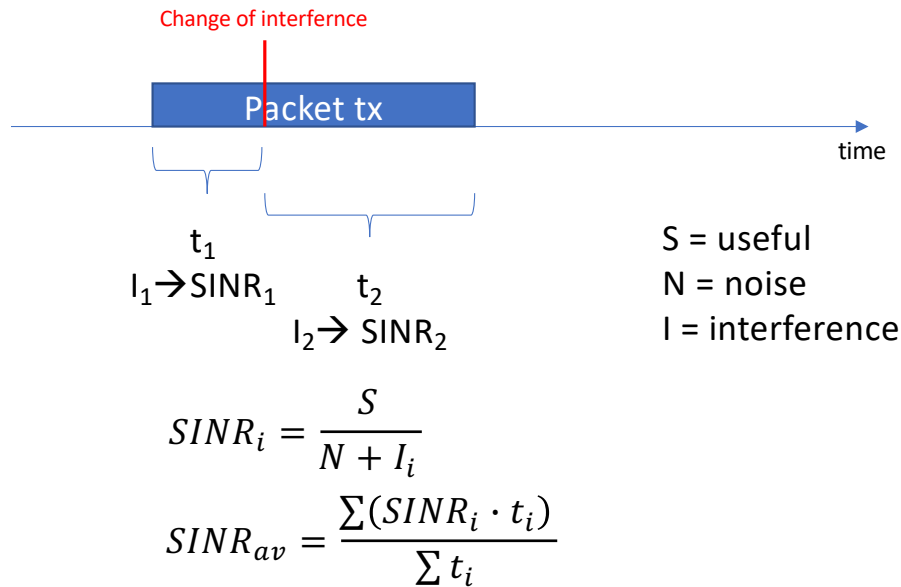 Change of interfernce
Packet tx
time
t₁
I₁→SINR₁
t₂
I₂→ SINR₂
S = useful
N = noise
I = interference
SINRᵢ = S / (N + Iᵢ)
SINRₐᵥ = ∑(SINRᵢ · tᵢ) / ∑ tᵢ